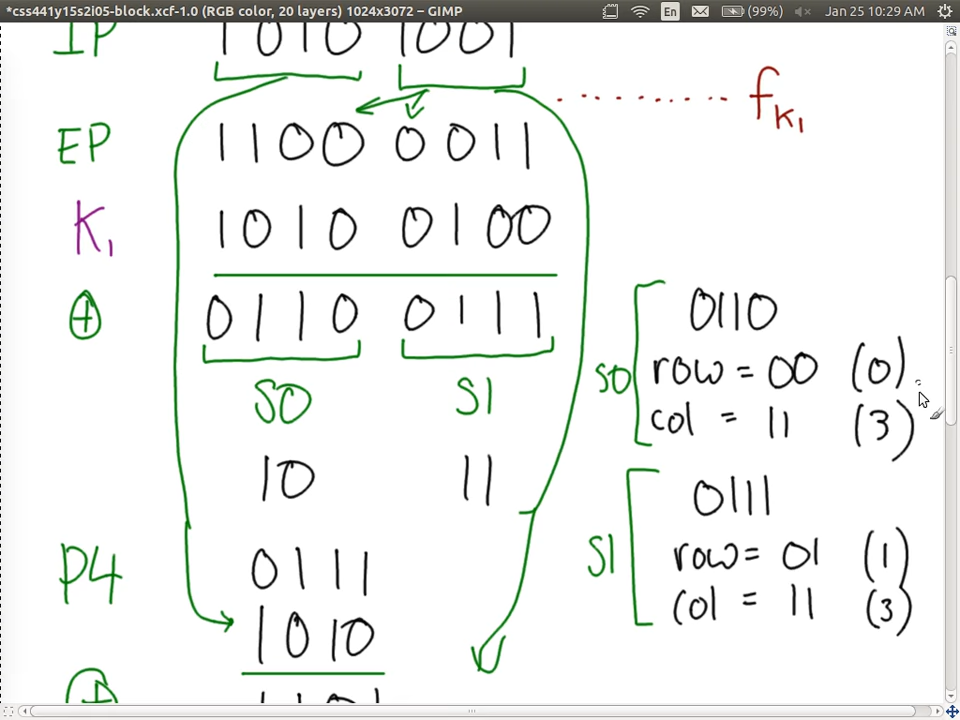 *css441y15s2i05-block.xcf-1.0 (RGB color, 20 layers) 1024x3072 – GIMP
En
(99%)
Jan 25 10:29 AM
IP 1010 1001
f K1
EP 1100 0011
K1 1010 0100
⊕ 0110 0111
S0 S1
10 11
S0
0110
row = 00 (0)
col = 11 (3)
S1
0111
row = 01 (1)
col = 11 (3)
P4 0111
1010
⊕ 1101